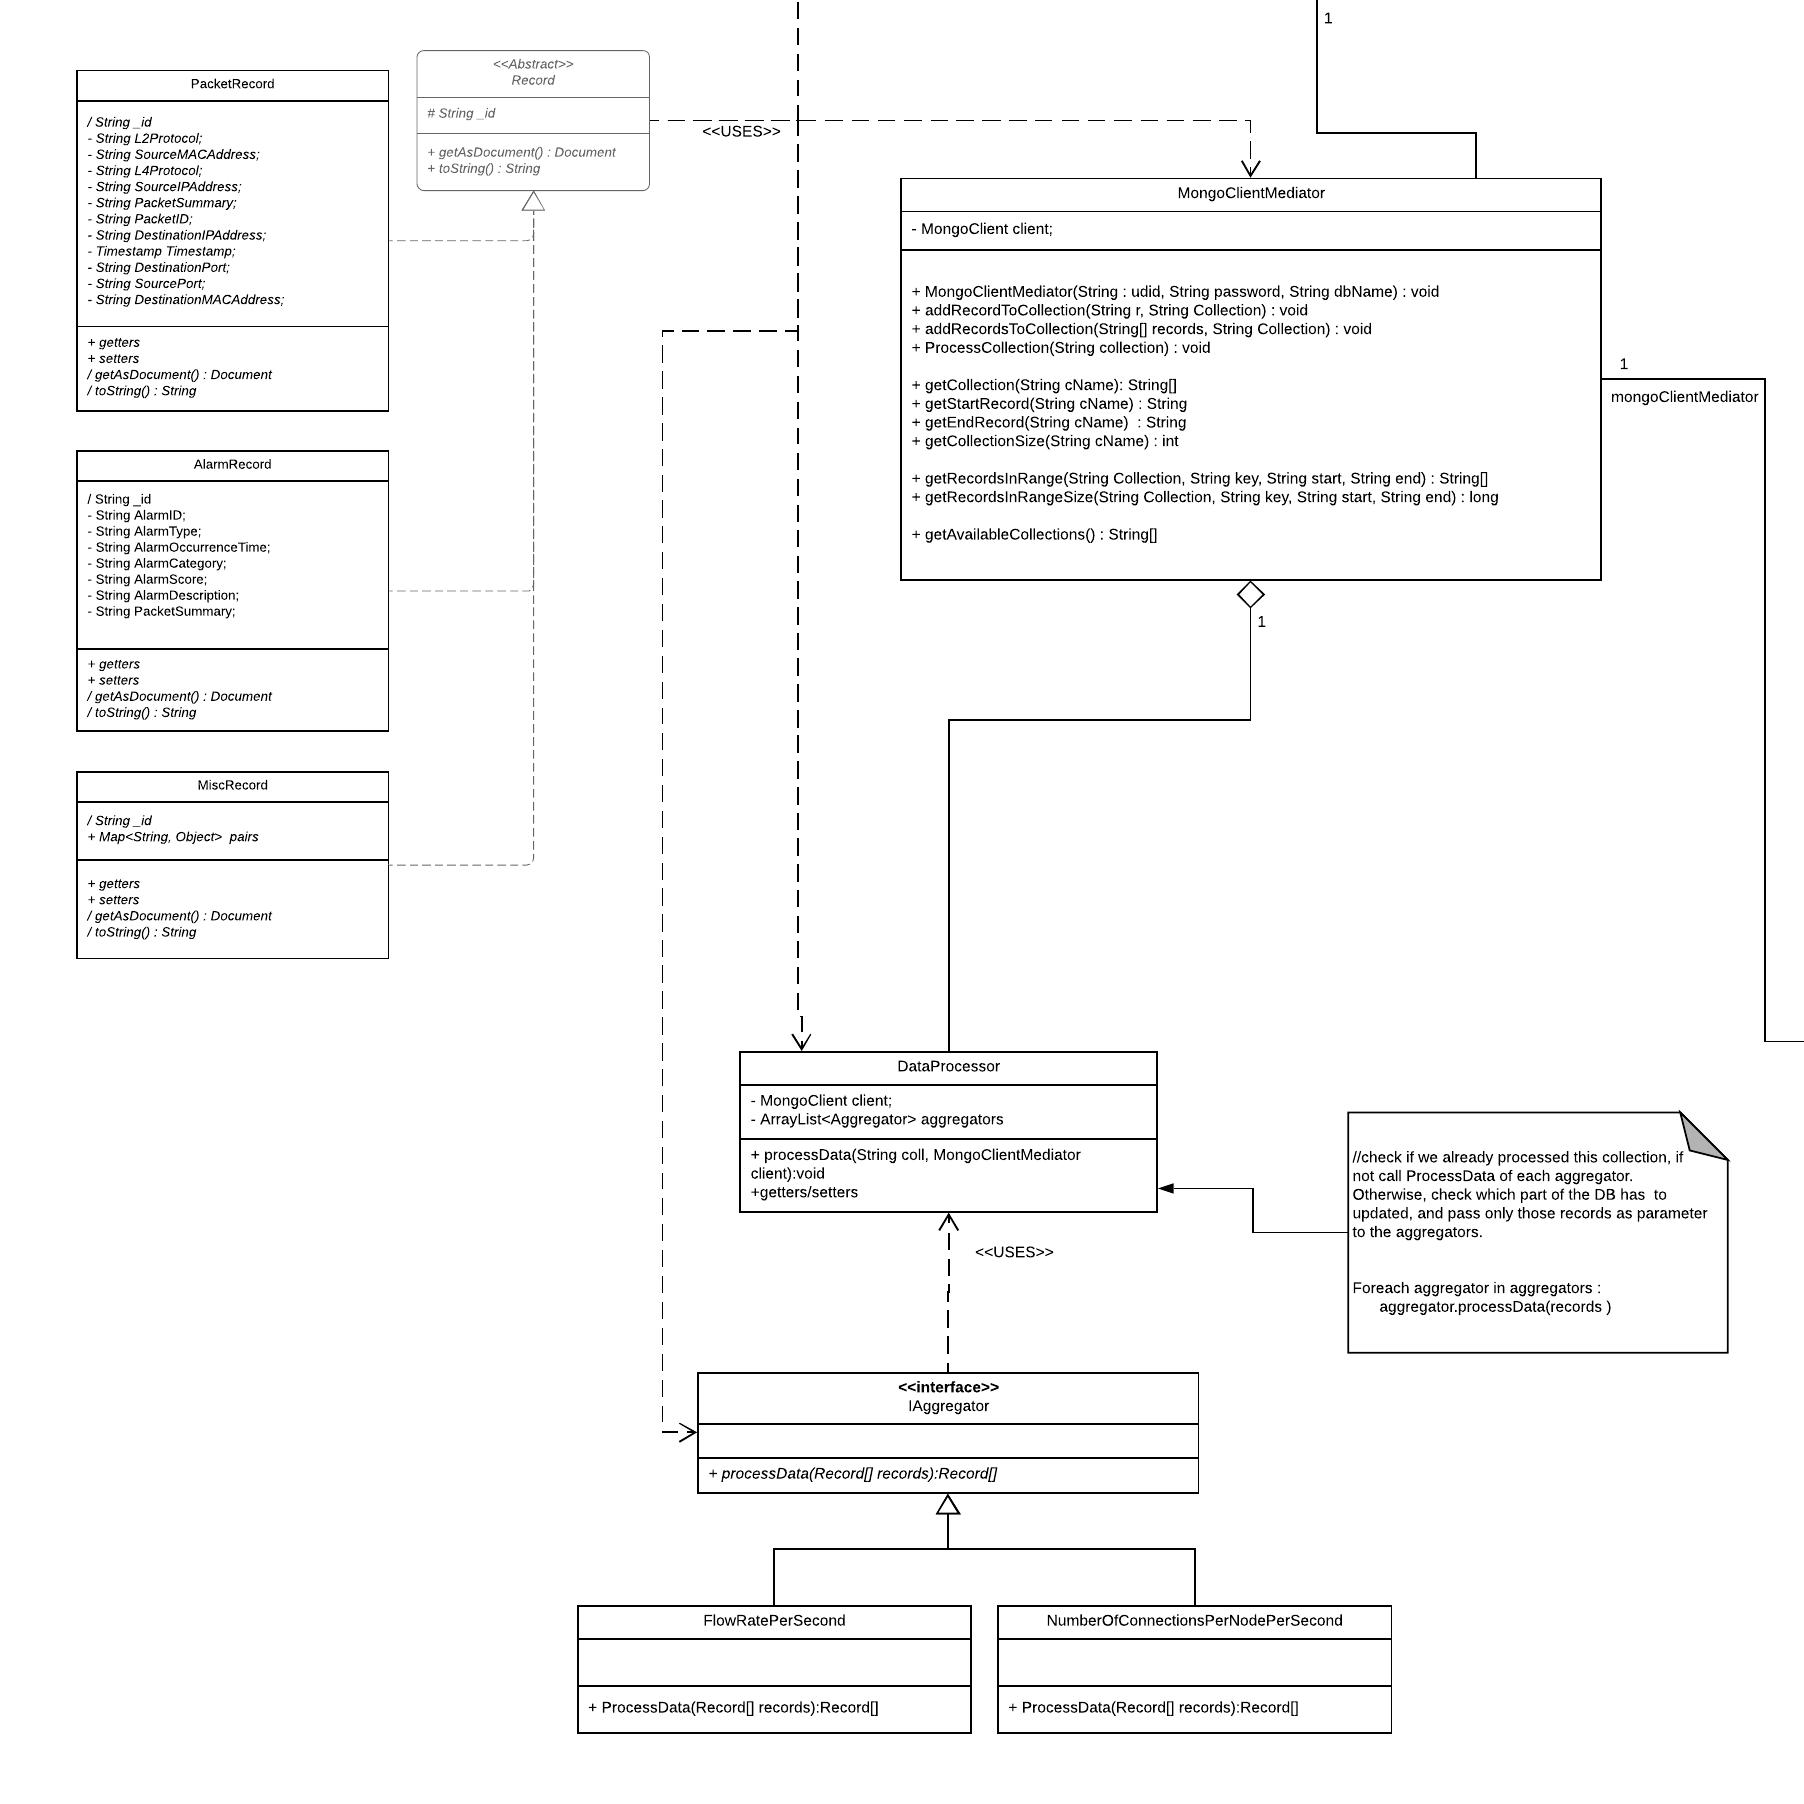 1
PacketRecord
/ String _id
- String L2Protocol;
- String SourceMACAddress;
- String L4Protocol;
- String SourceIPAddress;
- String PacketSummary;
- String PacketID;
- String DestinationIPAddress;
- Timestamp Timestamp;
- String DestinationPort;
- String SourcePort;
- String DestinationMACAddress;
+ getters
+ setters
/ getAsDocument() : Document
/ toString() : String
<<Abstract>>
Record
# String _id
+ getAsDocument() : Document
+ toString() : String
<<USES>>
MongoClientMediator
- MongoClient client;
+ MongoClientMediator(String : udid, String password, String dbName) : void
+ addRecordToCollection(String r, String Collection) : void
+ addRecordsToCollection(String[] records, String Collection) : void
+ ProcessCollection(String collection) : void
+ getCollection(String cName): String[]
+ getStartRecord(String cName) : String
+ getEndRecord(String cName)  : String
+ getCollectionSize(String cName) : int
+ getRecordsInRange(String Collection, String key, String start, String end) : String[]
+ getRecordsInRangeSize(String Collection, String key, String start, String end) : long
+ getAvailableCollections() : String[]
1
mongoClientMediator
1
AlarmRecord
/ String _id
- String AlarmID;
- String AlarmType;
- String AlarmOccurrenceTime;
- String AlarmCategory;
- String AlarmScore;
- String AlarmDescription;
- String PacketSummary;
+ getters
+ setters
/ getAsDocument() : Document
/ toString() : String
MiscRecord
/ String _id
+ Map<String, Object>  pairs
+ getters
+ setters
/ getAsDocument() : Document
/ toString() : String
DataProcessor
- MongoClient client;
- ArrayList<Aggregator> aggregators
+ processData(String coll, MongoClientMediator
client):void
+getters/setters
//check if we already processed this collection, if
not call ProcessData of each aggregator.
Otherwise, check which part of the DB has  to
updated, and pass only those records as parameter
to the aggregators.
Foreach aggregator in aggregators :
aggregator.processData(records )
<<USES>>
<<interface>>
IAggregator
+ processData(Record[] records):Record[]
FlowRatePerSecond
+ ProcessData(Record[] records):Record[]
NumberOfConnectionsPerNodePerSecond
+ ProcessData(Record[] records):Record[]